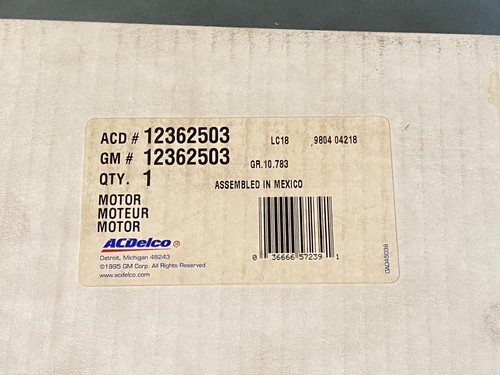 ACD # 12362503 LC18 9804 04218
GM # 12362503 GR.10.783
QTY. 1 ASSEMBLED IN MEXICO
MOTOR
MOTEUR
MOTOR
ACDelco ®
Detroit, Michigan 48243
©1995 GM Corp. All Rights Reserved
www.acdelco.com
0 36666 57239 1